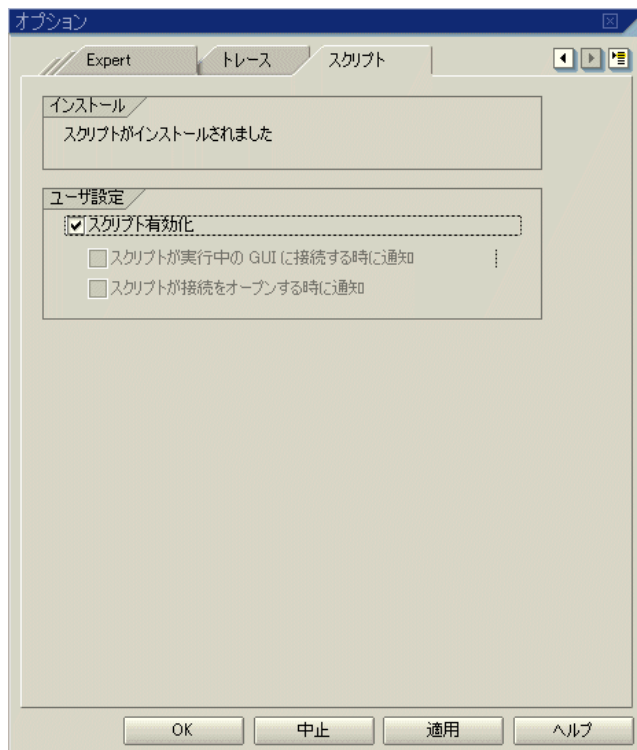 オプション
Expert
トレース
スクリプト
インストール
スクリプトがインストールされました
ユーザ設定
スクリプト有効化
スクリプトが実行中の GUI に接続する時に通知
スクリプトが接続をオープンする時に通知
OK
中止
適用
ヘルプ